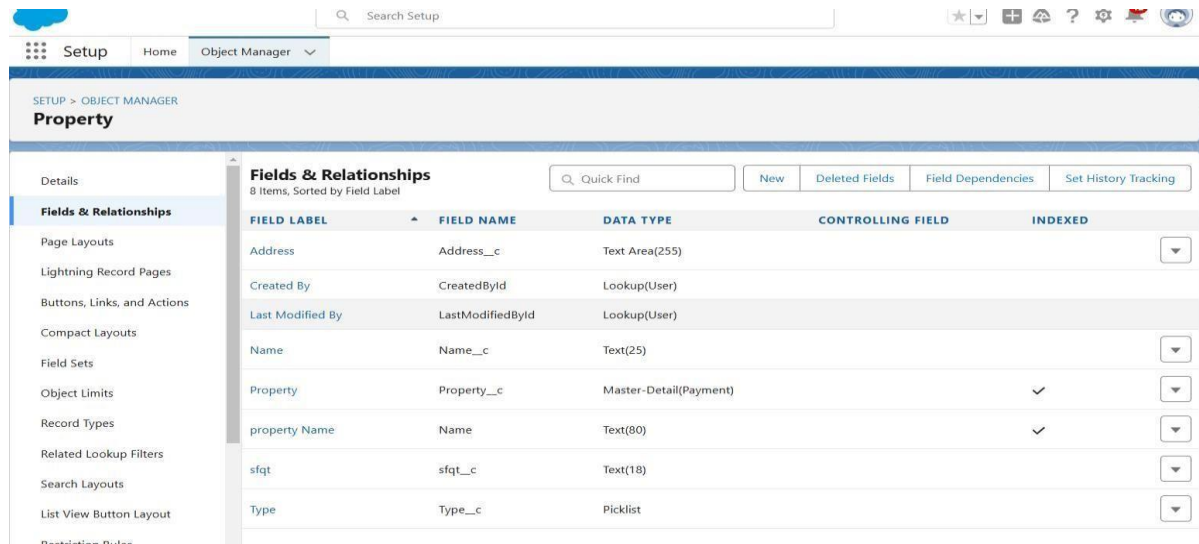 Search Setup
Setup Home Object Manager
SETUP > OBJECT MANAGER
Property
Details
Fields & Relationships
Page Layouts
Lightning Record Pages
Buttons, Links, and Actions
Compact Layouts
Field Sets
Object Limits
Record Types
Related Lookup Filters
Search Layouts
List View Button Layout
Restriction Rules
Fields & Relationships
8 Items, Sorted by Field Label
Quick Find New Deleted Fields Field Dependencies Set History Tracking
FIELD LABEL FIELD NAME DATA TYPE CONTROLLING FIELD INDEXED
Address Address__c Text Area(255)
Created By CreatedById Lookup(User)
Last Modified By LastModifiedById Lookup(User)
Name Name__c Text(25)
Property Property__c Master-Detail(Payment)
property Name Name Text(80)
sfqt sfqt__c Text(18)
Type Type__c Picklist